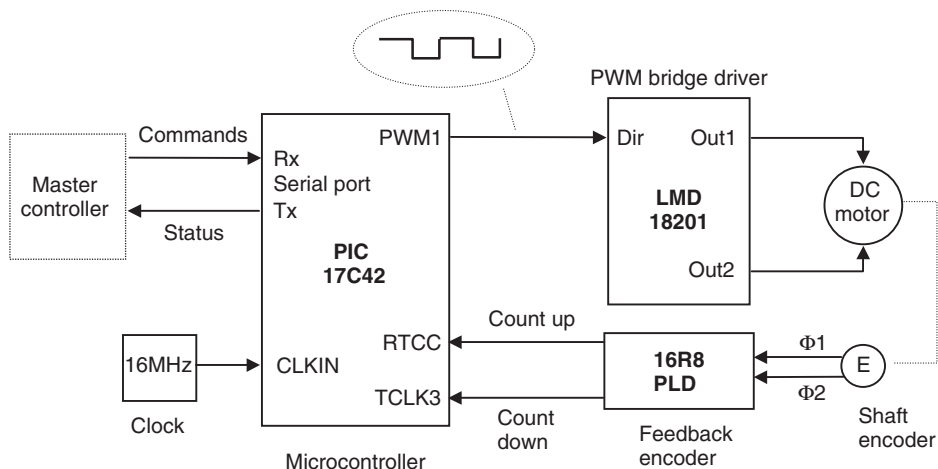 PWM bridge driver
Commands
PWM1
Dir
Out1
Rx
Serial port
Tx
Master
controller
LMD
18201
DC
motor
Status
PIC
17C42
Out2
Count up
RTCC
Φ1
16MHz
CLKIN
16R8
PLD
E
TCLK3
Φ2
Clock
Count
down
Shaft
encoder
Feedback
encoder
Microcontroller